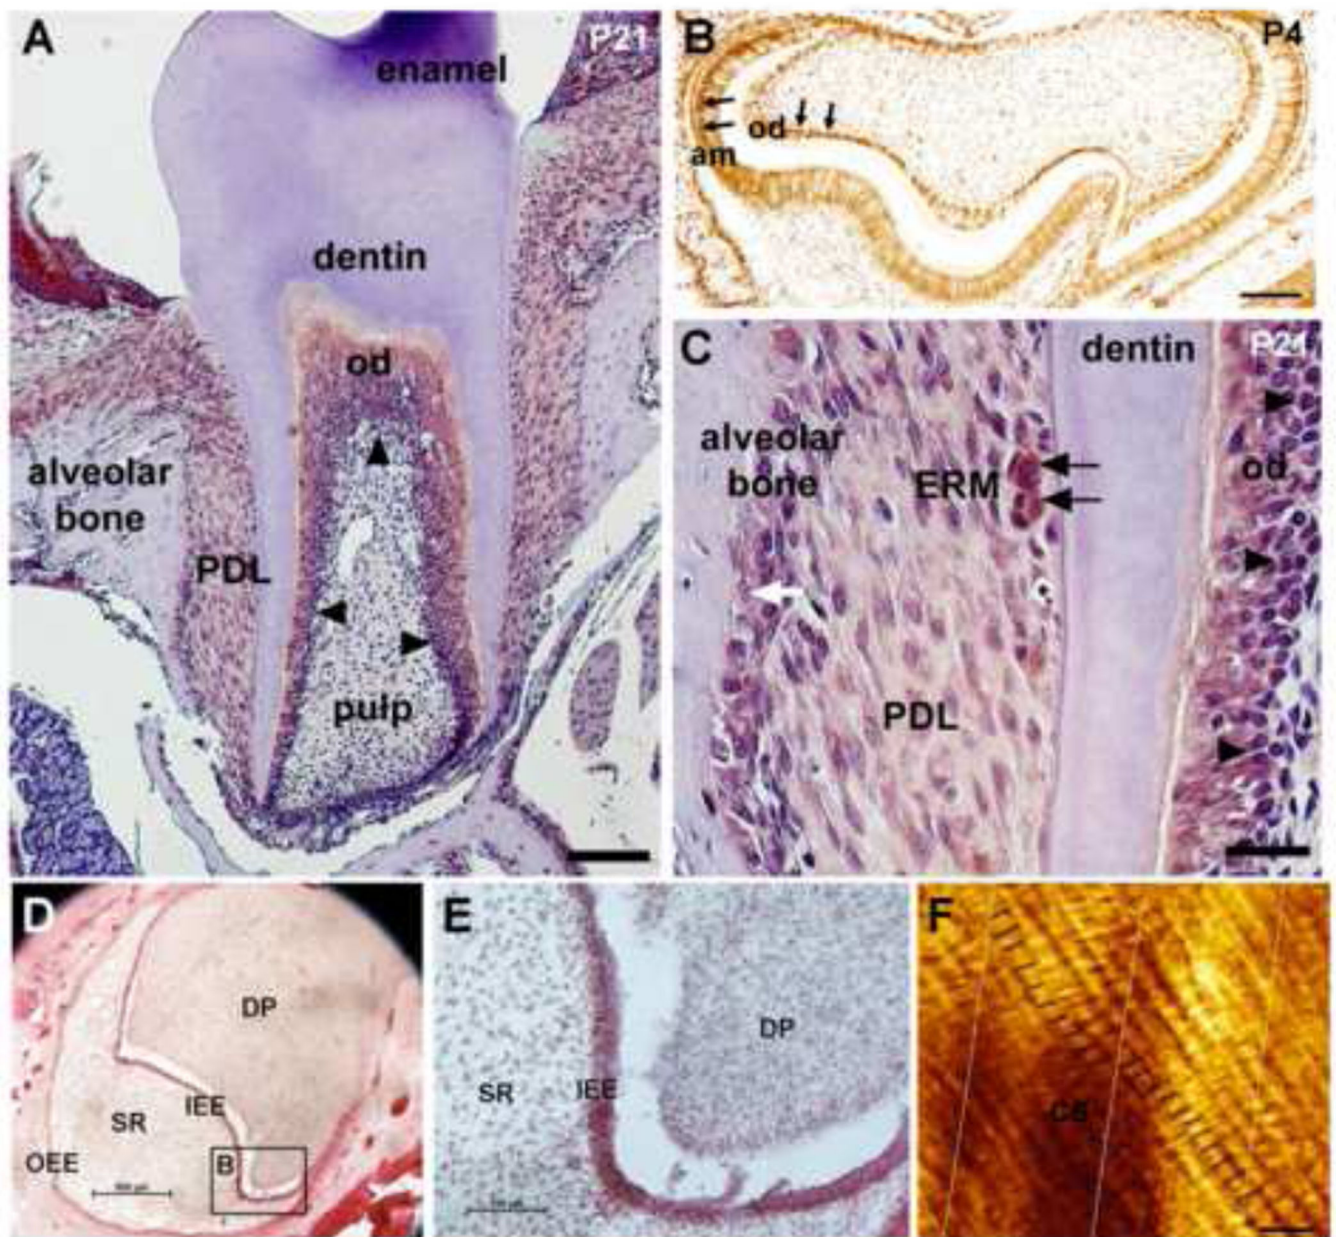 A
P21
enamel
dentin
od
alveolar
bone
PDL
pulp
B
P4
od
am
C
P21
dentin
alveolar
bone
ERM
od
PDL
D
DP
SR
IEE
OEE
B
E
DP
SR
IEE
F